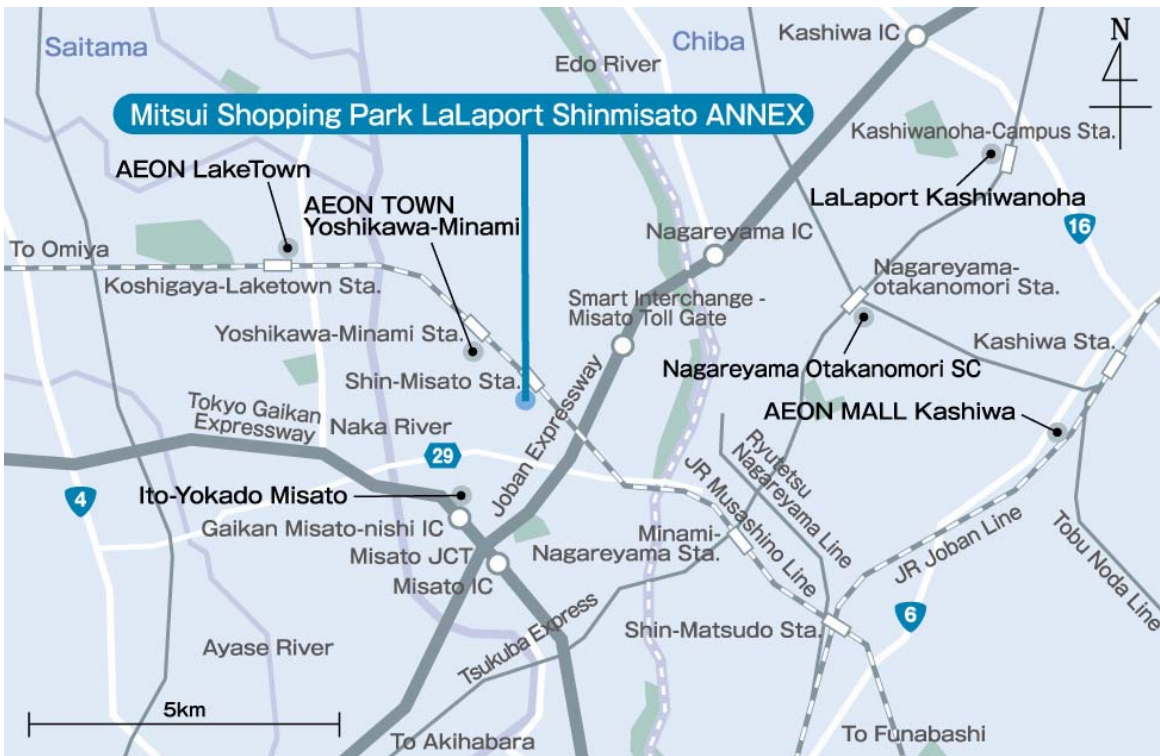 Saitama
Chiba
Kashiwa IC
N
Edo River
Mitsui Shopping Park LaLaport Shinmisato ANNEX
Kashiwanoha-Campus Sta.
AEON LakeTown
LaLaport Kashiwanoha
AEON TOWN
Yoshikawa-Minami
16
To Omiya
Nagareyama IC
Koshigaya-Laketown Sta.
Nagareyama-
otakanomori Sta.
Smart Interchange -
Misato Toll Gate
Yoshikawa-Minami Sta.
Kashiwa Sta.
Shin-Misato Sta.
Nagareyama Otakanomori SC
Tokyo Gaikan
Expressway
Naka River
Joban Expressway
AEON MALL Kashiwa
29
Ryutetsu
Nagareyama Line
JR Musashino Line
4
Ito-Yokado Misato
Gaikan Misato-nishi IC
Minami-
Nagareyama Sta.
Misato JCT
Misato IC
JR Joban Line
Tobu Noda Line
6
Tsukuba Express
Shin-Matsudo Sta.
Ayase River
5km
To Akihabara
To Funabashi